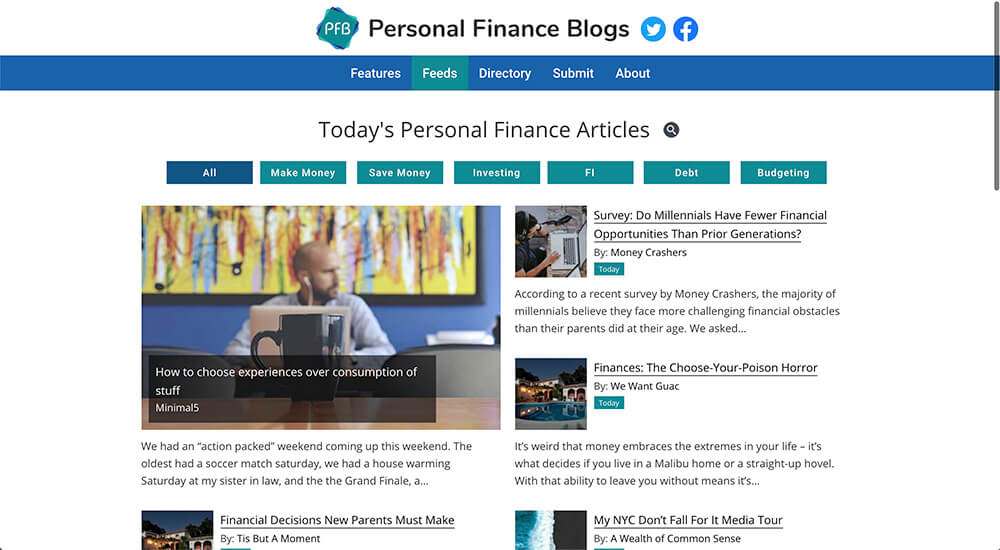 PFB Personal Finance Blogs
Features Feeds Directory Submit About
Today's Personal Finance Articles
All Make Money Save Money Investing FI Debt Budgeting
How to choose experiences over consumption of
stuff
Minimal5
We had an “action packed” weekend coming up this weekend. The
oldest had a soccer match saturday, we had a house warming
Saturday at my sister in law, and the the Grand Finale, a...
Survey: Do Millennials Have Fewer Financial
Opportunities Than Prior Generations?
By: Money Crashers
Today
According to a recent survey by Money Crashers, the majority of
millennials believe they face more challenging financial obstacles
than their parents did at their age. We asked...
Finances: The Choose-Your-Poison Horror
By: We Want Guac
Today
It’s weird that money embraces the extremes in your life – it’s
what decides if you live in a Malibu home or a straight-up hovel.
With that ability to leave you without means it’s...
Financial Decisions New Parents Must Make
By: Tis But A Moment
My NYC Don’t Fall For It Media Tour
By: A Wealth of Common Sense